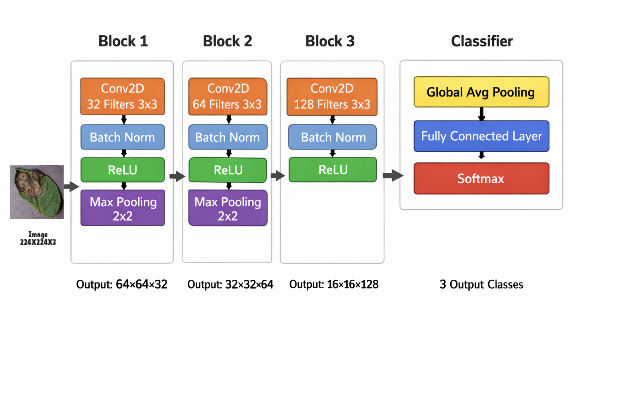 Block 1
Block 2
Block 3
Classifier
Conv2D
32 Filters 3x3
Batch Norm
ReLU
Max Pooling
2x2
Conv2D
64 Filters 3x3
Batch Norm
ReLU
Max Pooling
2x2
Conv2D
128 Filters 3x3
Batch Norm
ReLU
Global Avg Pooling
Fully Connected Layer
Softmax
Image
224X224X3
Output: 64×64×32
Output: 32×32×64
Output: 16×16×128
3 Output Classes